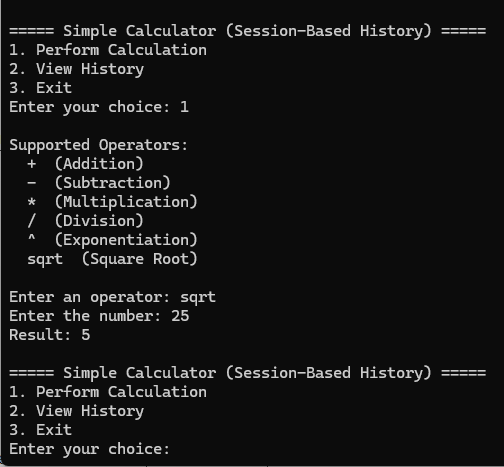 ===== Simple Calculator (Session-Based History) =====
1. Perform Calculation
2. View History
3. Exit
Enter your choice: 1
Supported Operators:
+ (Addition)
- (Subtraction)
* (Multiplication)
/ (Division)
^ (Exponentiation)
sqrt (Square Root)
Enter an operator: sqrt
Enter the number: 25
Result: 5
===== Simple Calculator (Session-Based History) =====
1. Perform Calculation
2. View History
3. Exit
Enter your choice: